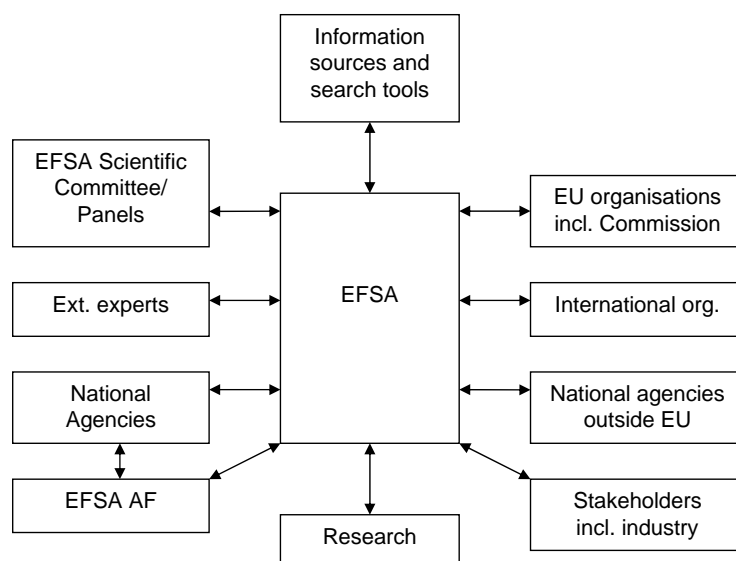 Information
sources and
search tools
EFSA Scientific
Committee/
Panels
EU organisations
incl. Commission
EFSA
Ext. experts
International org.
National
Agencies
National agencies
outside EU
EFSA AF
Stakeholders
incl. industry
Research